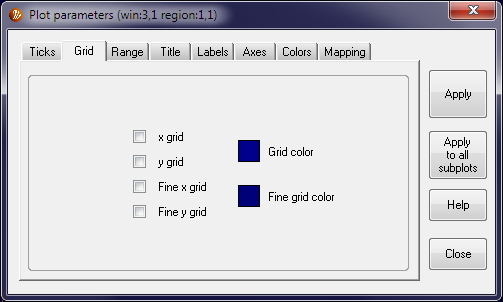 Plot parameters (win:3,1 region:1,1)
Ticks Grid Range Title Labels Axes Colors Mapping
x grid
y grid
Fine x grid
Fine y grid
Grid color
Fine grid color
Apply
Apply
to all
subplots
Help
Close